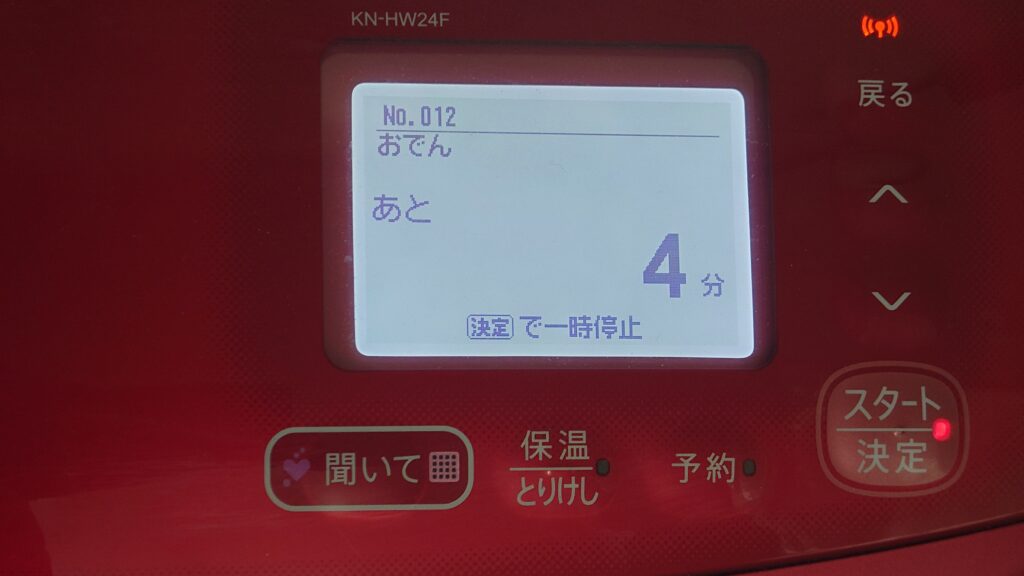 KN-HW24F
No.012
おでん
あと
4分
決定で一時停止
戻る
スタート
決定
聞いて
保温
とりけし
予約